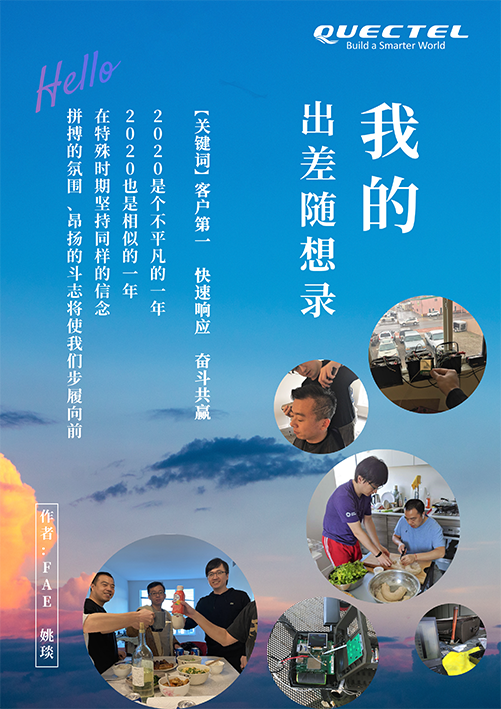 QUECTEL
Build a Smarter World
Hello
我的
出差随想录
【关键词】客户第一 快速响应 奋斗共赢
2020是个不平凡的一年
2020也是相似的一年
在特殊时期坚持同样的信念
拼搏的氛围、昂扬的斗志将使我们步履向前
作者：FAE 姚琰